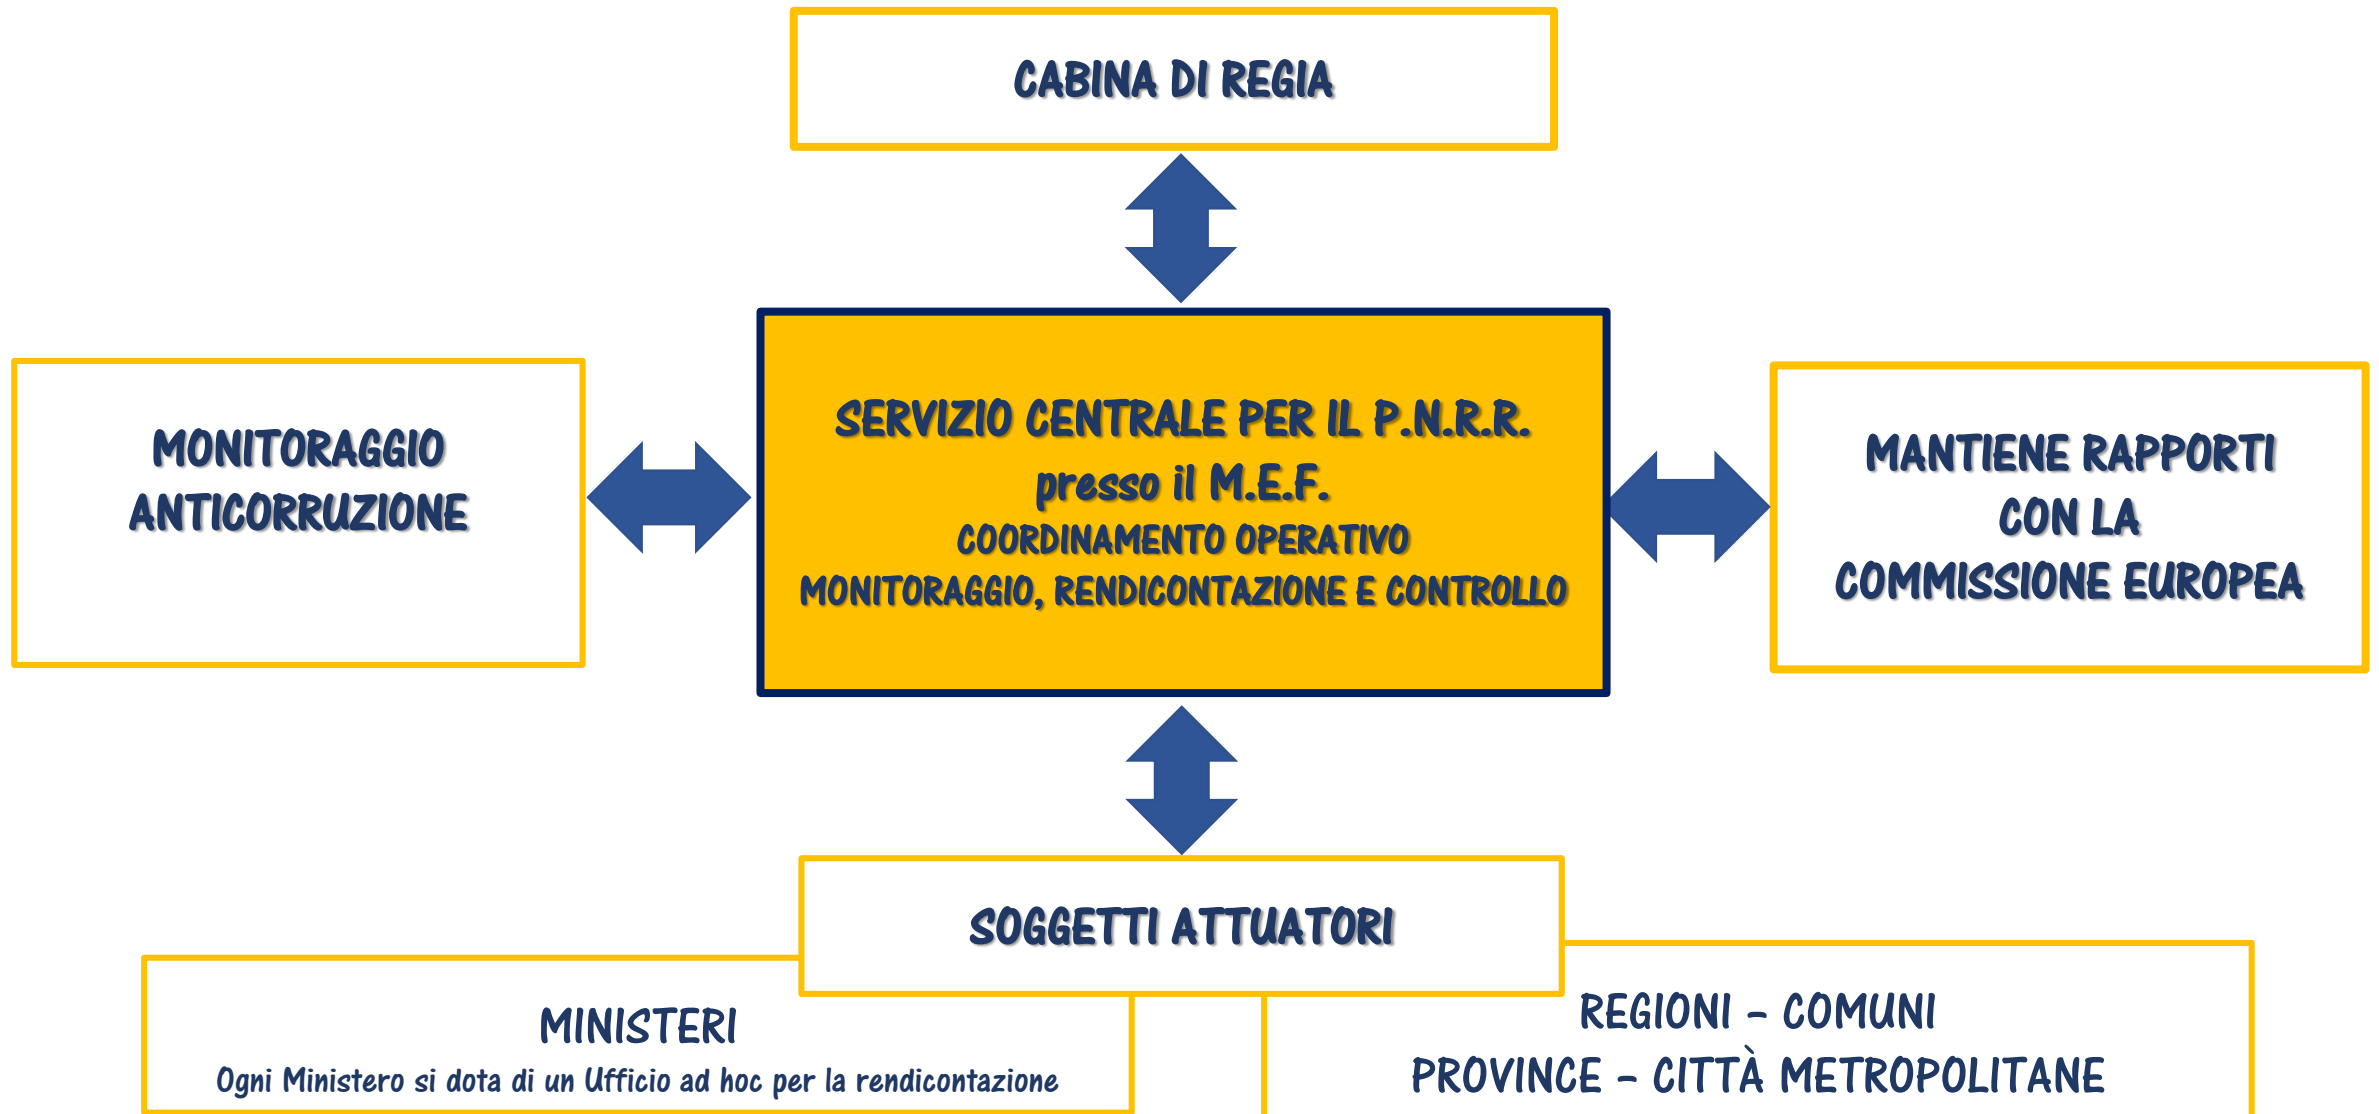 CABINA DI REGIA
MONITORAGGIO
ANTICORRUZIONE
SERVIZIO CENTRALE PER IL P.N.R.R.
presso il M.E.F.
COORDINAMENTO OPERATIVO
MONITORAGGIO, RENDICONTAZIONE E CONTROLLO
MANTIENE RAPPORTI
CON LA
COMMISSIONE EUROPEA
SOGGETTI ATTUATORI
MINISTERI
Ogni Ministero si dota di un Ufficio ad hoc per la rendicontazione
REGIONI – COMUNI
PROVINCE – CITTÀ METROPOLITANE